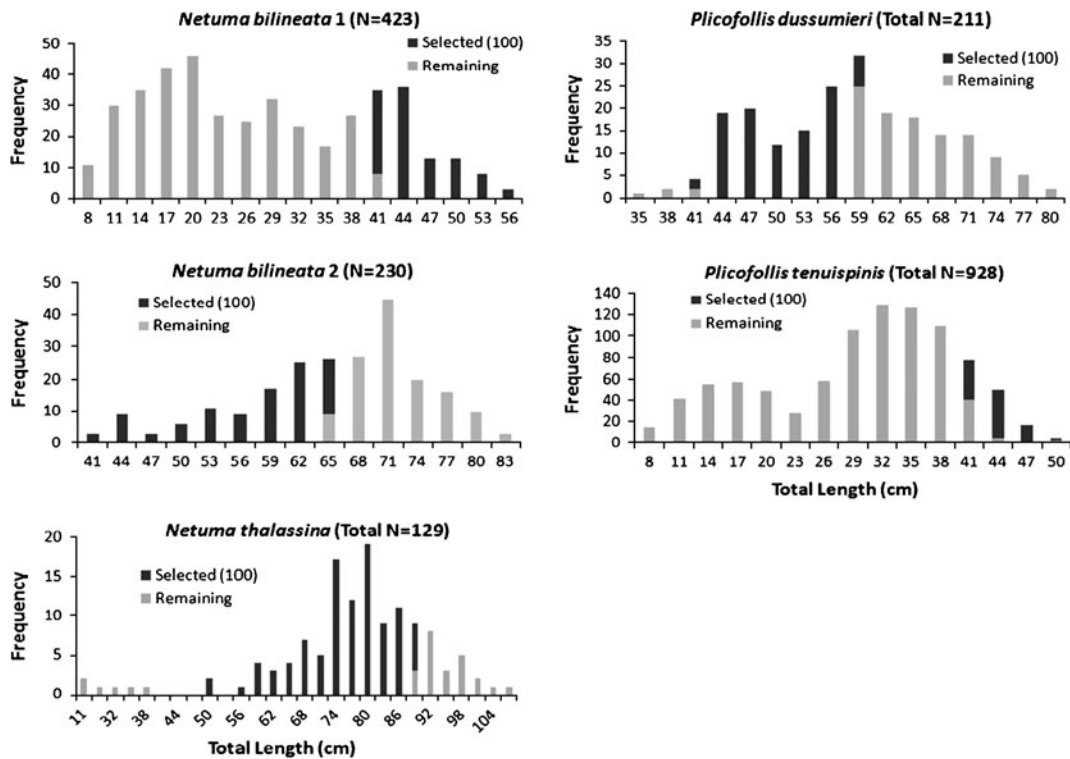 Netuma bilineata 1 (N=423)
Selected (100)
Remaining
Frequency
50
40
30
20
10
0
8 11 14 17 20 23 26 29 32 35 38 41 44 47 50 53 56
Plicofollis dussumieri (Total N=211)
Selected (100)
Remaining
Frequency
35
30
25
20
15
10
5
0
35 38 41 44 47 50 53 56 59 62 65 68 71 74 77 80
Netuma bilineata 2 (N=230)
Selected (100)
Remaining
Frequency
50
40
30
20
10
0
41 44 47 50 53 56 59 62 65 68 71 74 77 80 83
Plicofollis tenuispinis (Total N=928)
Selected (100)
Remaining
Frequency
140
120
100
80
60
40
20
0
8 11 14 17 20 23 26 29 32 35 38 41 44 47 50
Total Length (cm)
Netuma thalassina (Total N=129)
Selected (100)
Remaining
Frequency
20
15
10
5
0
11 32 38 44 50 56 62 68 74 80 86 92 98 104
Total Length (cm)